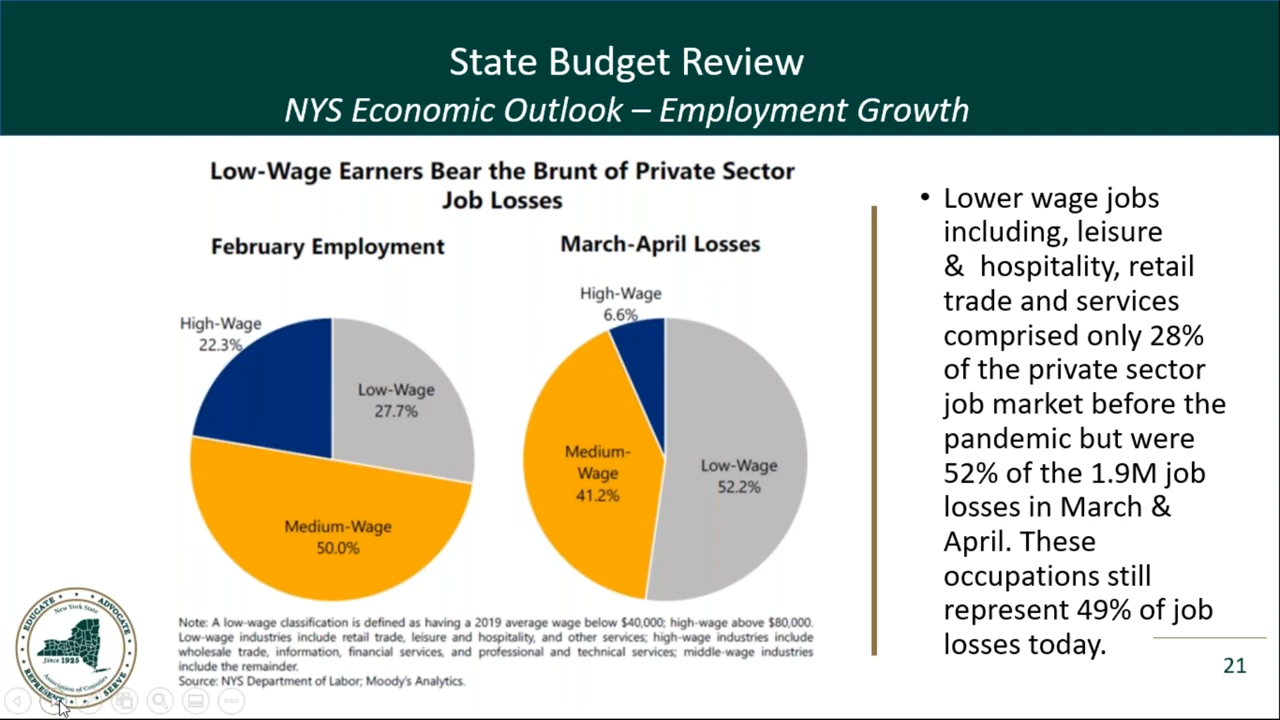 State Budget Review
NYS Economic Outlook – Employment Growth
Low-Wage Earners Bear the Brunt of Private Sector
Job Losses
February Employment
March-April Losses
High-Wage
22.3%
Low-Wage
27.7%
Medium-Wage
50.0%
High-Wage
6.6%
Medium-
Wage
41.2%
Low-Wage
52.2%
Note: A low-wage classification is defined as having a 2019 average wage below $40,000; high-wage above $80,000.
Low-wage industries include retail trade, leisure and hospitality, and other services; high-wage industries include
wholesale trade, information, financial services, and professional and technical services; middle-wage industries
include the remainder.
Source: NYS Department of Labor; Moody's Analytics.
• Lower wage jobs
including, leisure
& hospitality, retail
trade and services
comprised only 28%
of the private sector
job market before the
pandemic but were
52% of the 1.9M job
losses in March &
April. These
occupations still
represent 49% of job
losses today.
21
EDUCATE
ADVOCATE
New York State
Since 1925
Association of Counties
REPRESENT
SERVE